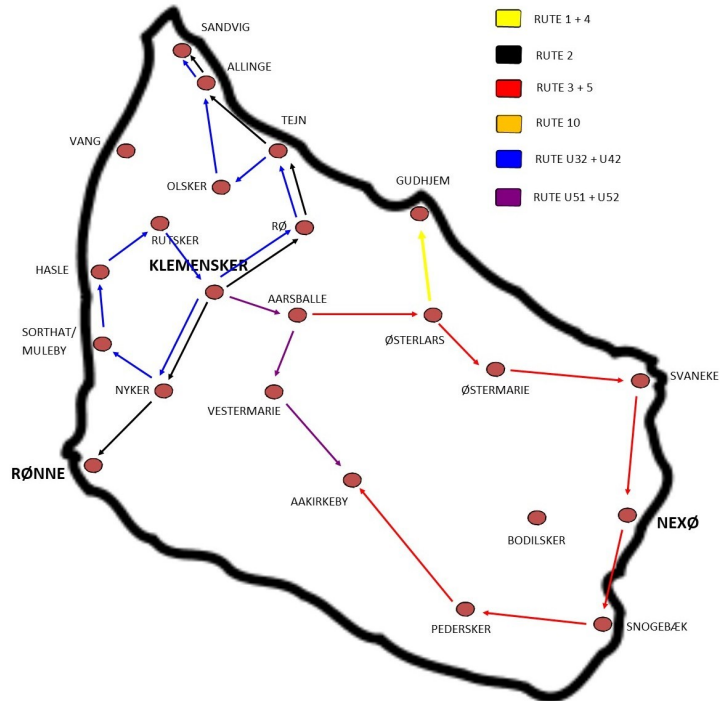 SANDVIG
ALLINGE
TEJN
VANG
OLSKER
GUDHJEM
RØ
RUTSKER
KLEMENSKER
HASLE
AARSBALLE
SORTHAT/
MULEBY
ØSTERLARS
NYKER
VESTERMARIE
ØSTERMARIE
SVANEKE
RØNNE
AAKIRKEBY
BODILSKER
NEXØ
PEDERSKER
SNOGEBÆK
RUTE 1 + 4
RUTE 2
RUTE 3 + 5
RUTE 10
RUTE U32 + U42
RUTE U51 + U52